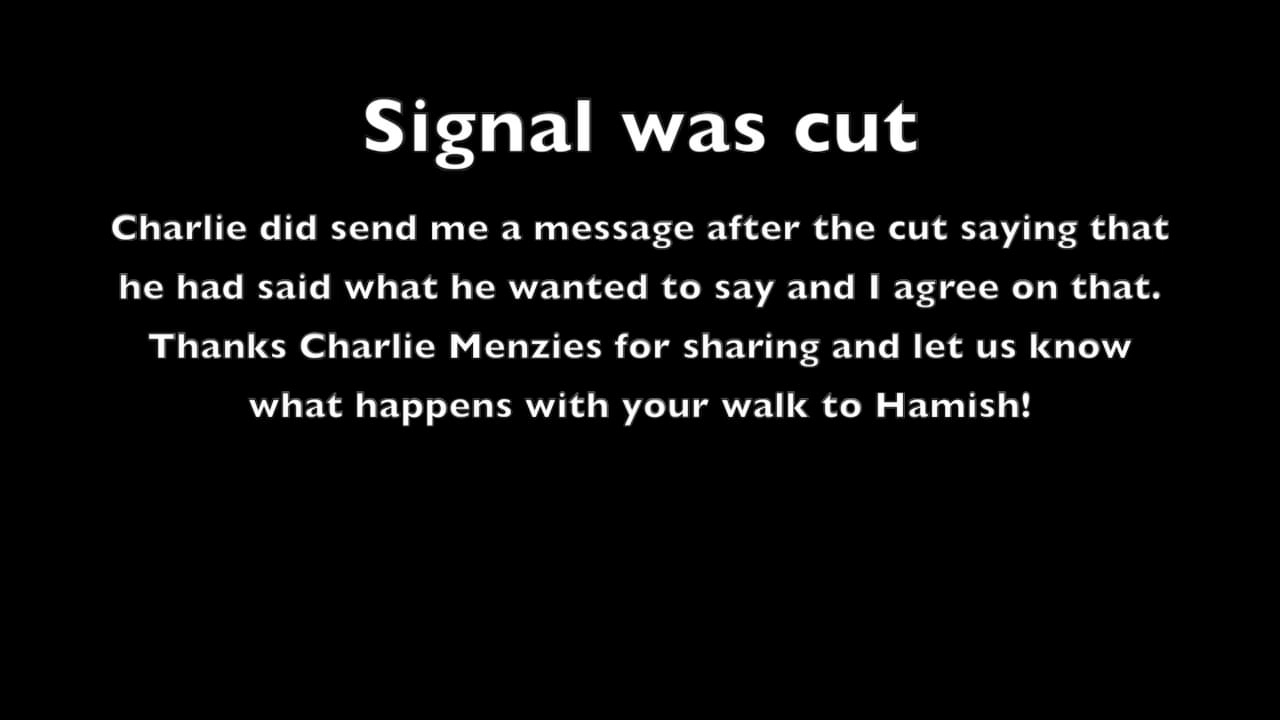 Signal was cut
Charlie did send me a message after the cut saying that
he had said what he wanted to say and I agree on that.
Thanks Charlie Menzies for sharing and let us know
what happens with your walk to Hamish!